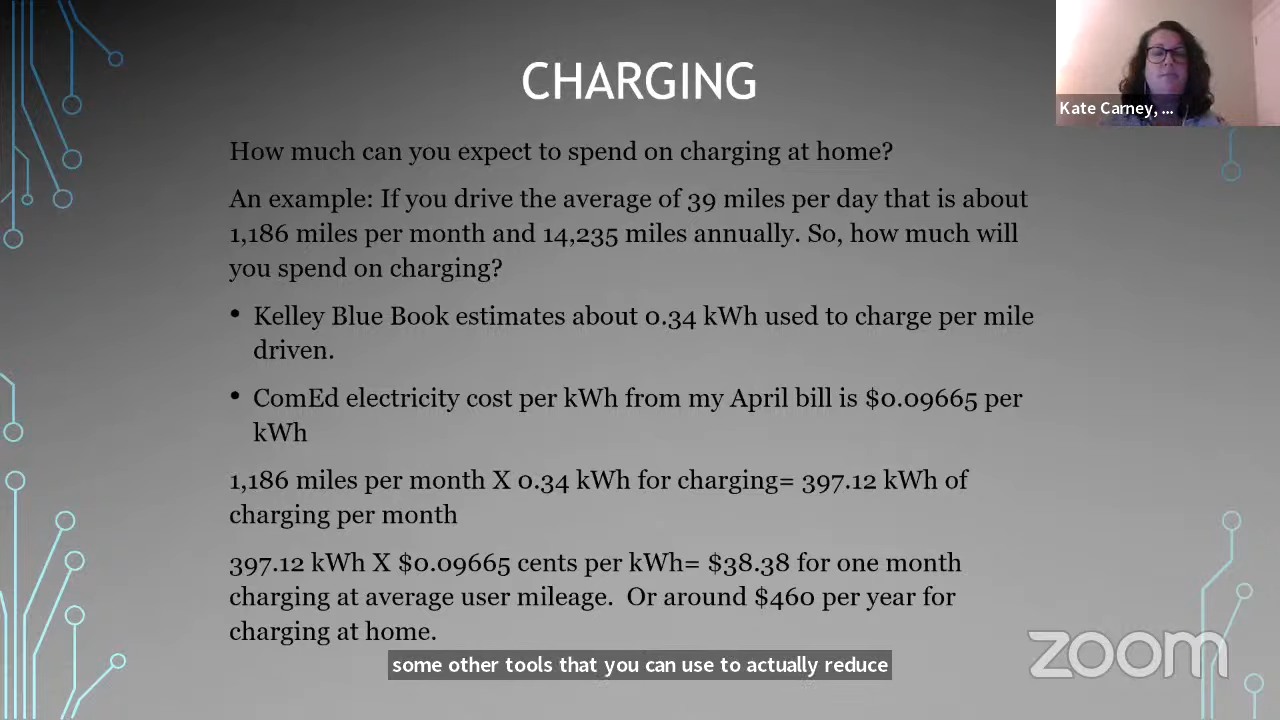 CHARGING
Kate Carney, ...
How much can you expect to spend on charging at home?
An example: If you drive the average of 39 miles per day that is about
1,186 miles per month and 14,235 miles annually. So, how much will
you spend on charging?
• Kelley Blue Book estimates about 0.34 kWh used to charge per mile
driven.
• ComEd electricity cost per kWh from my April bill is $0.09665 per
kWh
1,186 miles per month X 0.34 kWh for charging= 397.12 kWh of
charging per month
397.12 kWh X $0.09665 cents per kWh= $38.38 for one month
charging at average user mileage.  Or around $460 per year for
charging at home.
some other tools that you can use to actually reduce
zoom